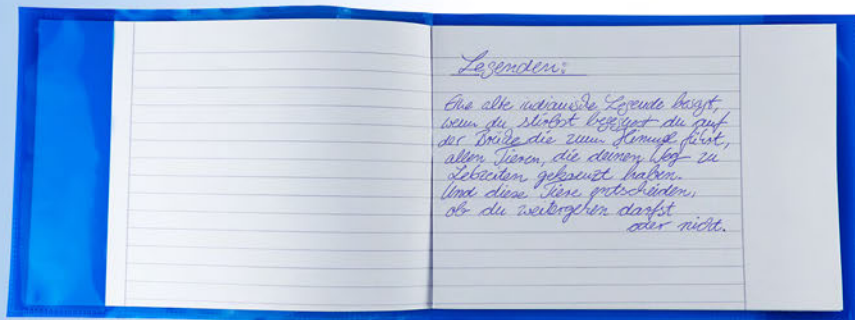 Legenden:
Eine alte indianische Legende besagt,
wenn du stirbst begegnest du auf
der Brücke die zum Himmel führt,
allen Tieren, die deinen Weg zu
Lebzeiten gekreuzt haben.
Und diese Tiere entscheiden,
ob du weitergehen darfst
oder nicht.